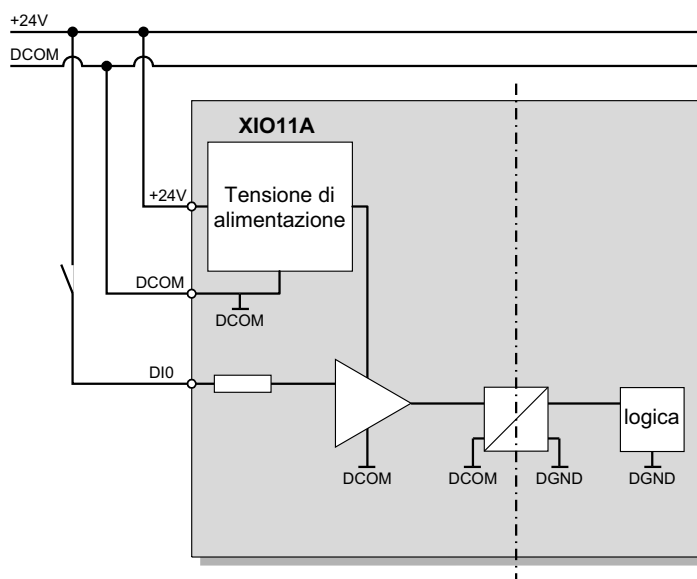 +24V
DCOM
XIO11A
+24V
Tensione di
alimentazione
DCOM
DCOM
DI0
logica
DCOM
DCOM
DGND
DGND